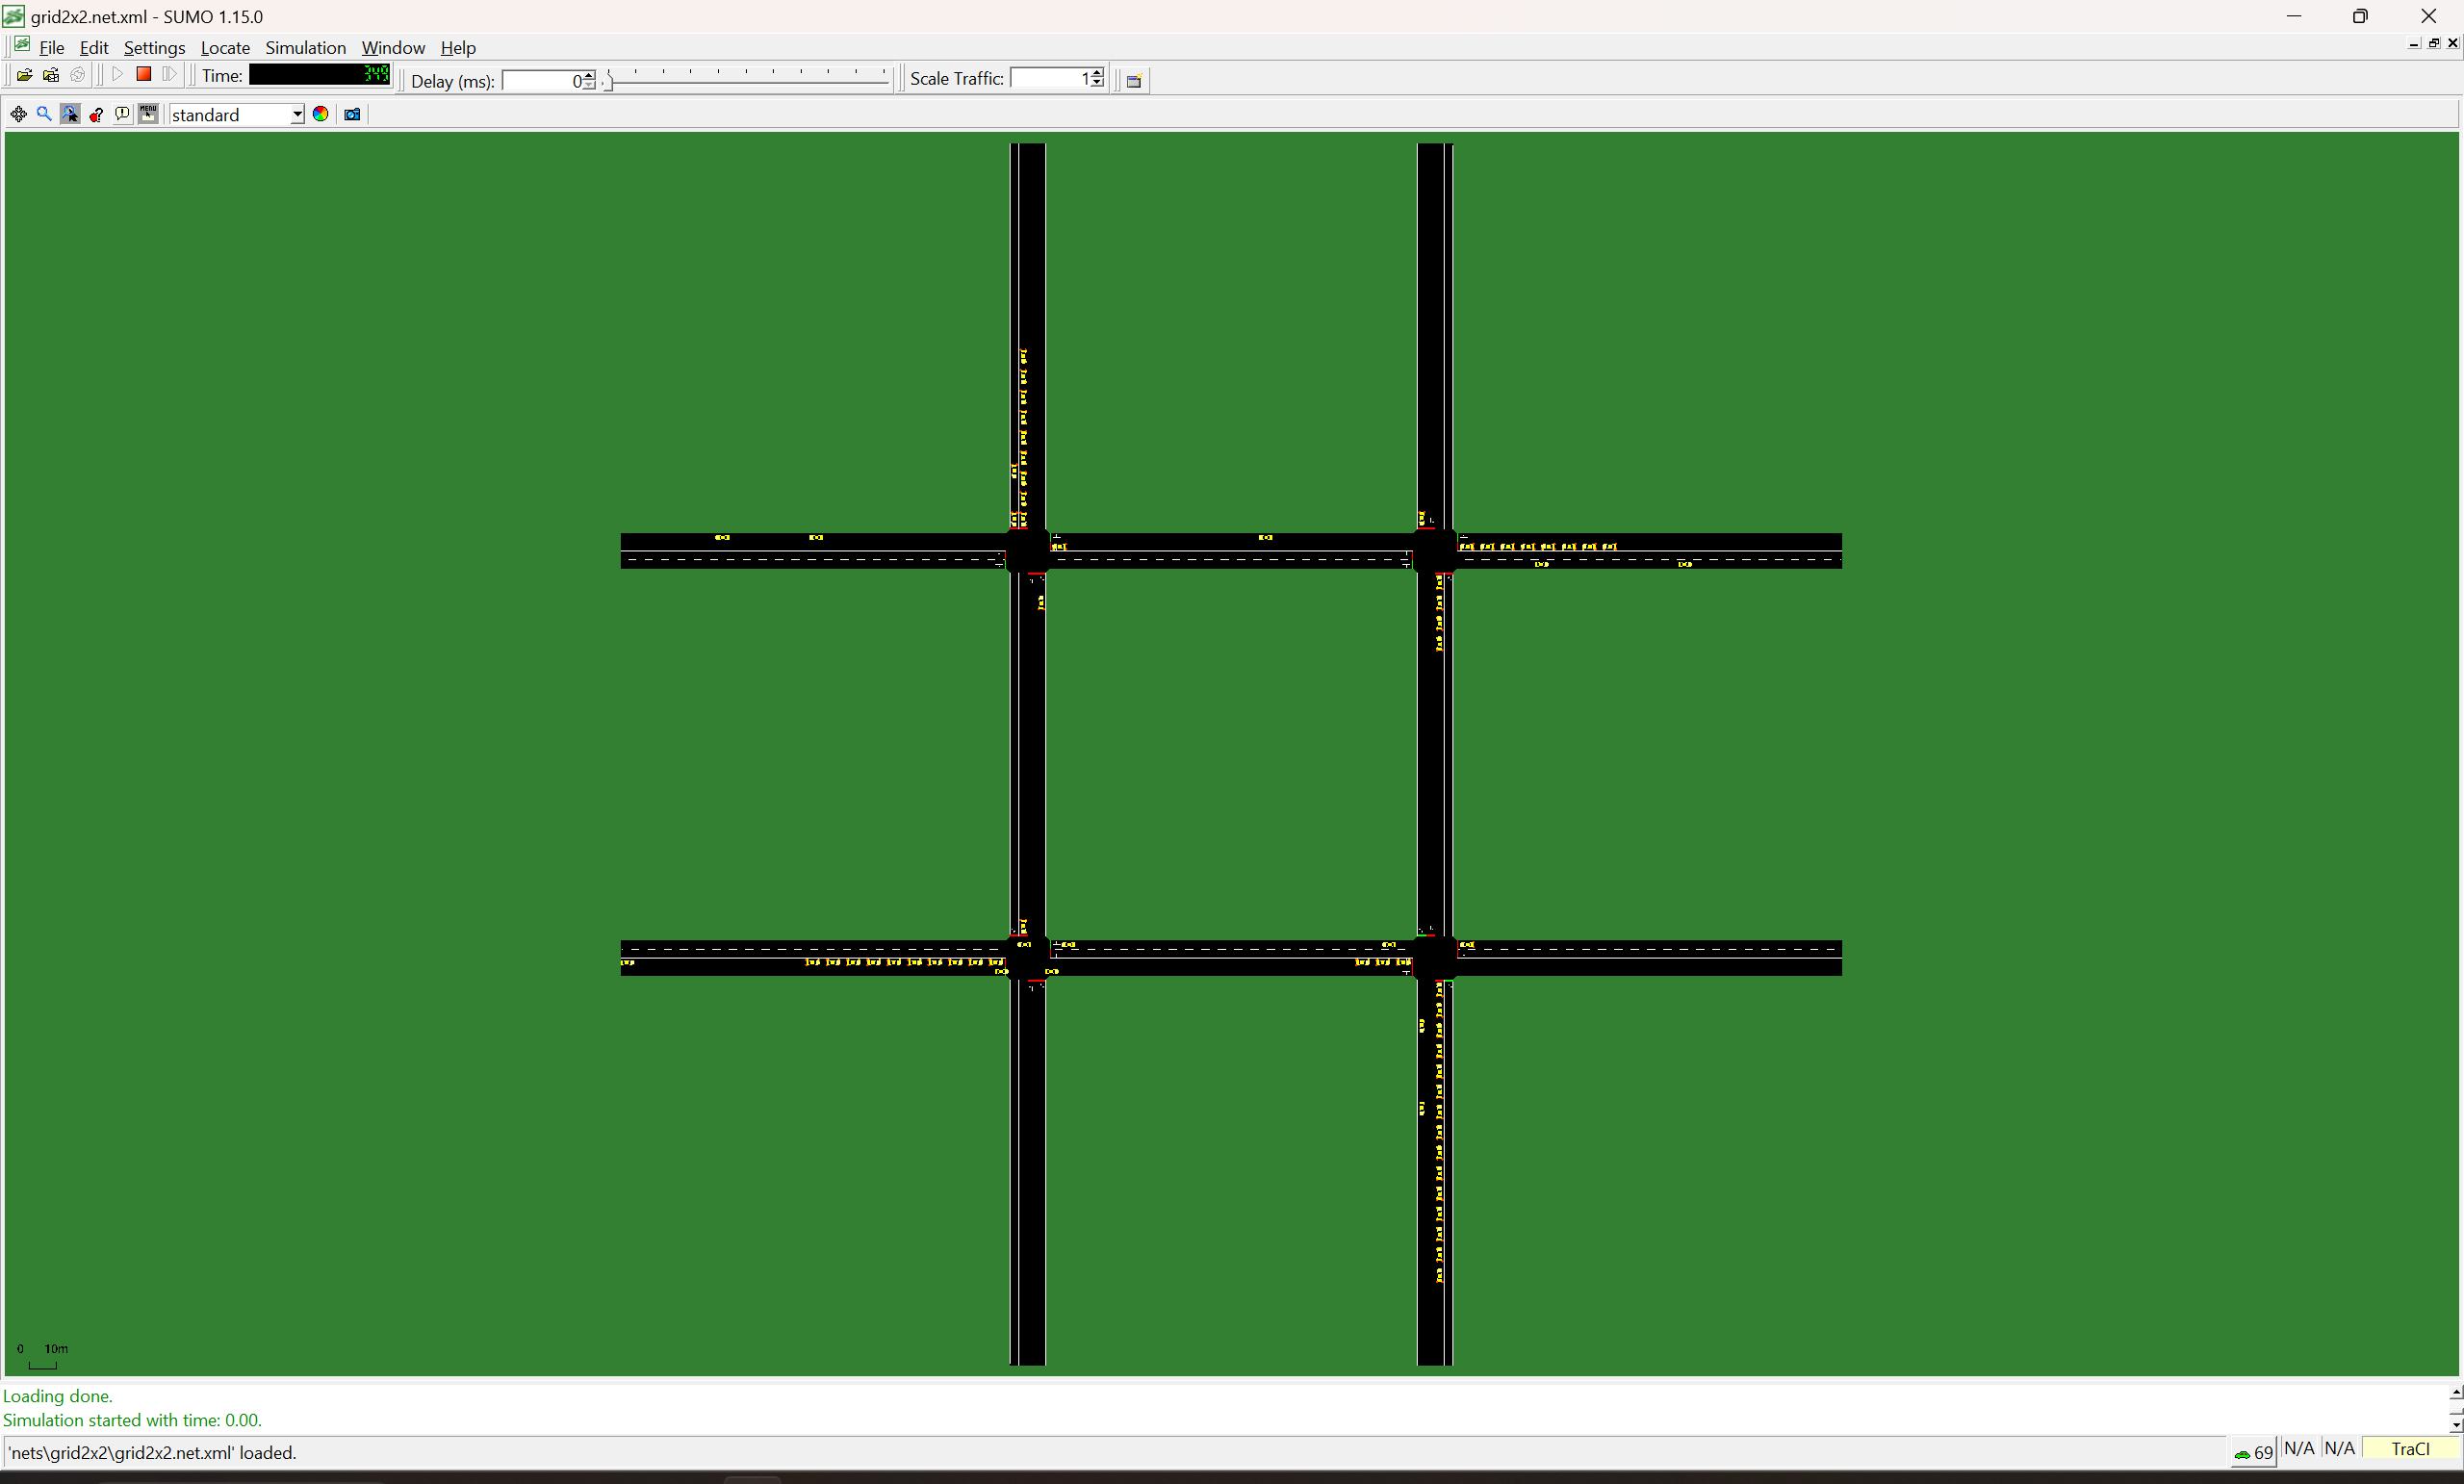 grid2x2.net.xml - SUMO 1.15.0
File Edit Settings Locate Simulation Window Help
Time: 349 Delay (ms): 0 Scale Traffic: 1
MENU standard
0 10m
Loading done.
Simulation started with time: 0.00.
'nets\grid2x2\grid2x2.net.xml' loaded. 69 N/A N/A TraCI